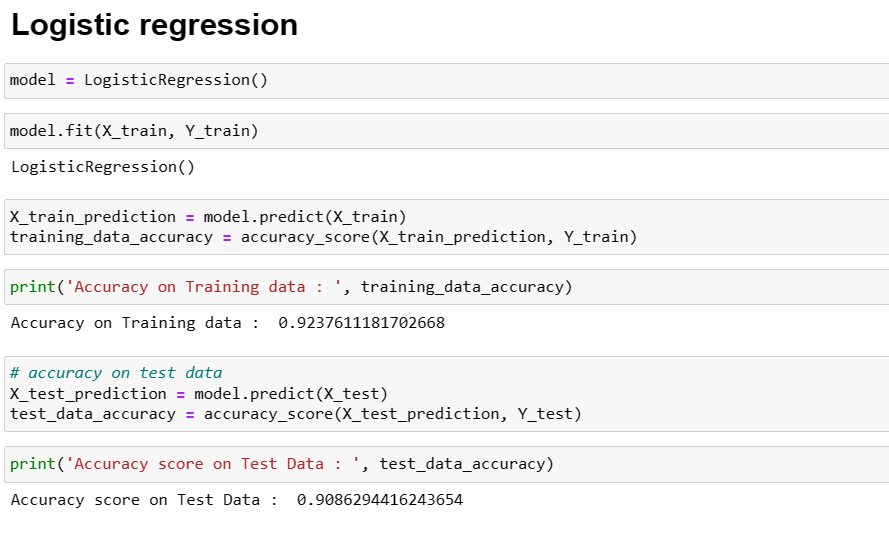 Logistic regression
model = LogisticRegression()
model.fit(X_train, Y_train)
LogisticRegression()
X_train_prediction = model.predict(X_train)
training_data_accuracy = accuracy_score(X_train_prediction, Y_train)
print('Accuracy on Training data : ', training_data_accuracy)
Accuracy on Training data :  0.9237611181702668
# accuracy on test data
X_test_prediction = model.predict(X_test)
test_data_accuracy = accuracy_score(X_test_prediction, Y_test)
print('Accuracy score on Test Data : ', test_data_accuracy)
Accuracy score on Test Data :  0.9086294416243654